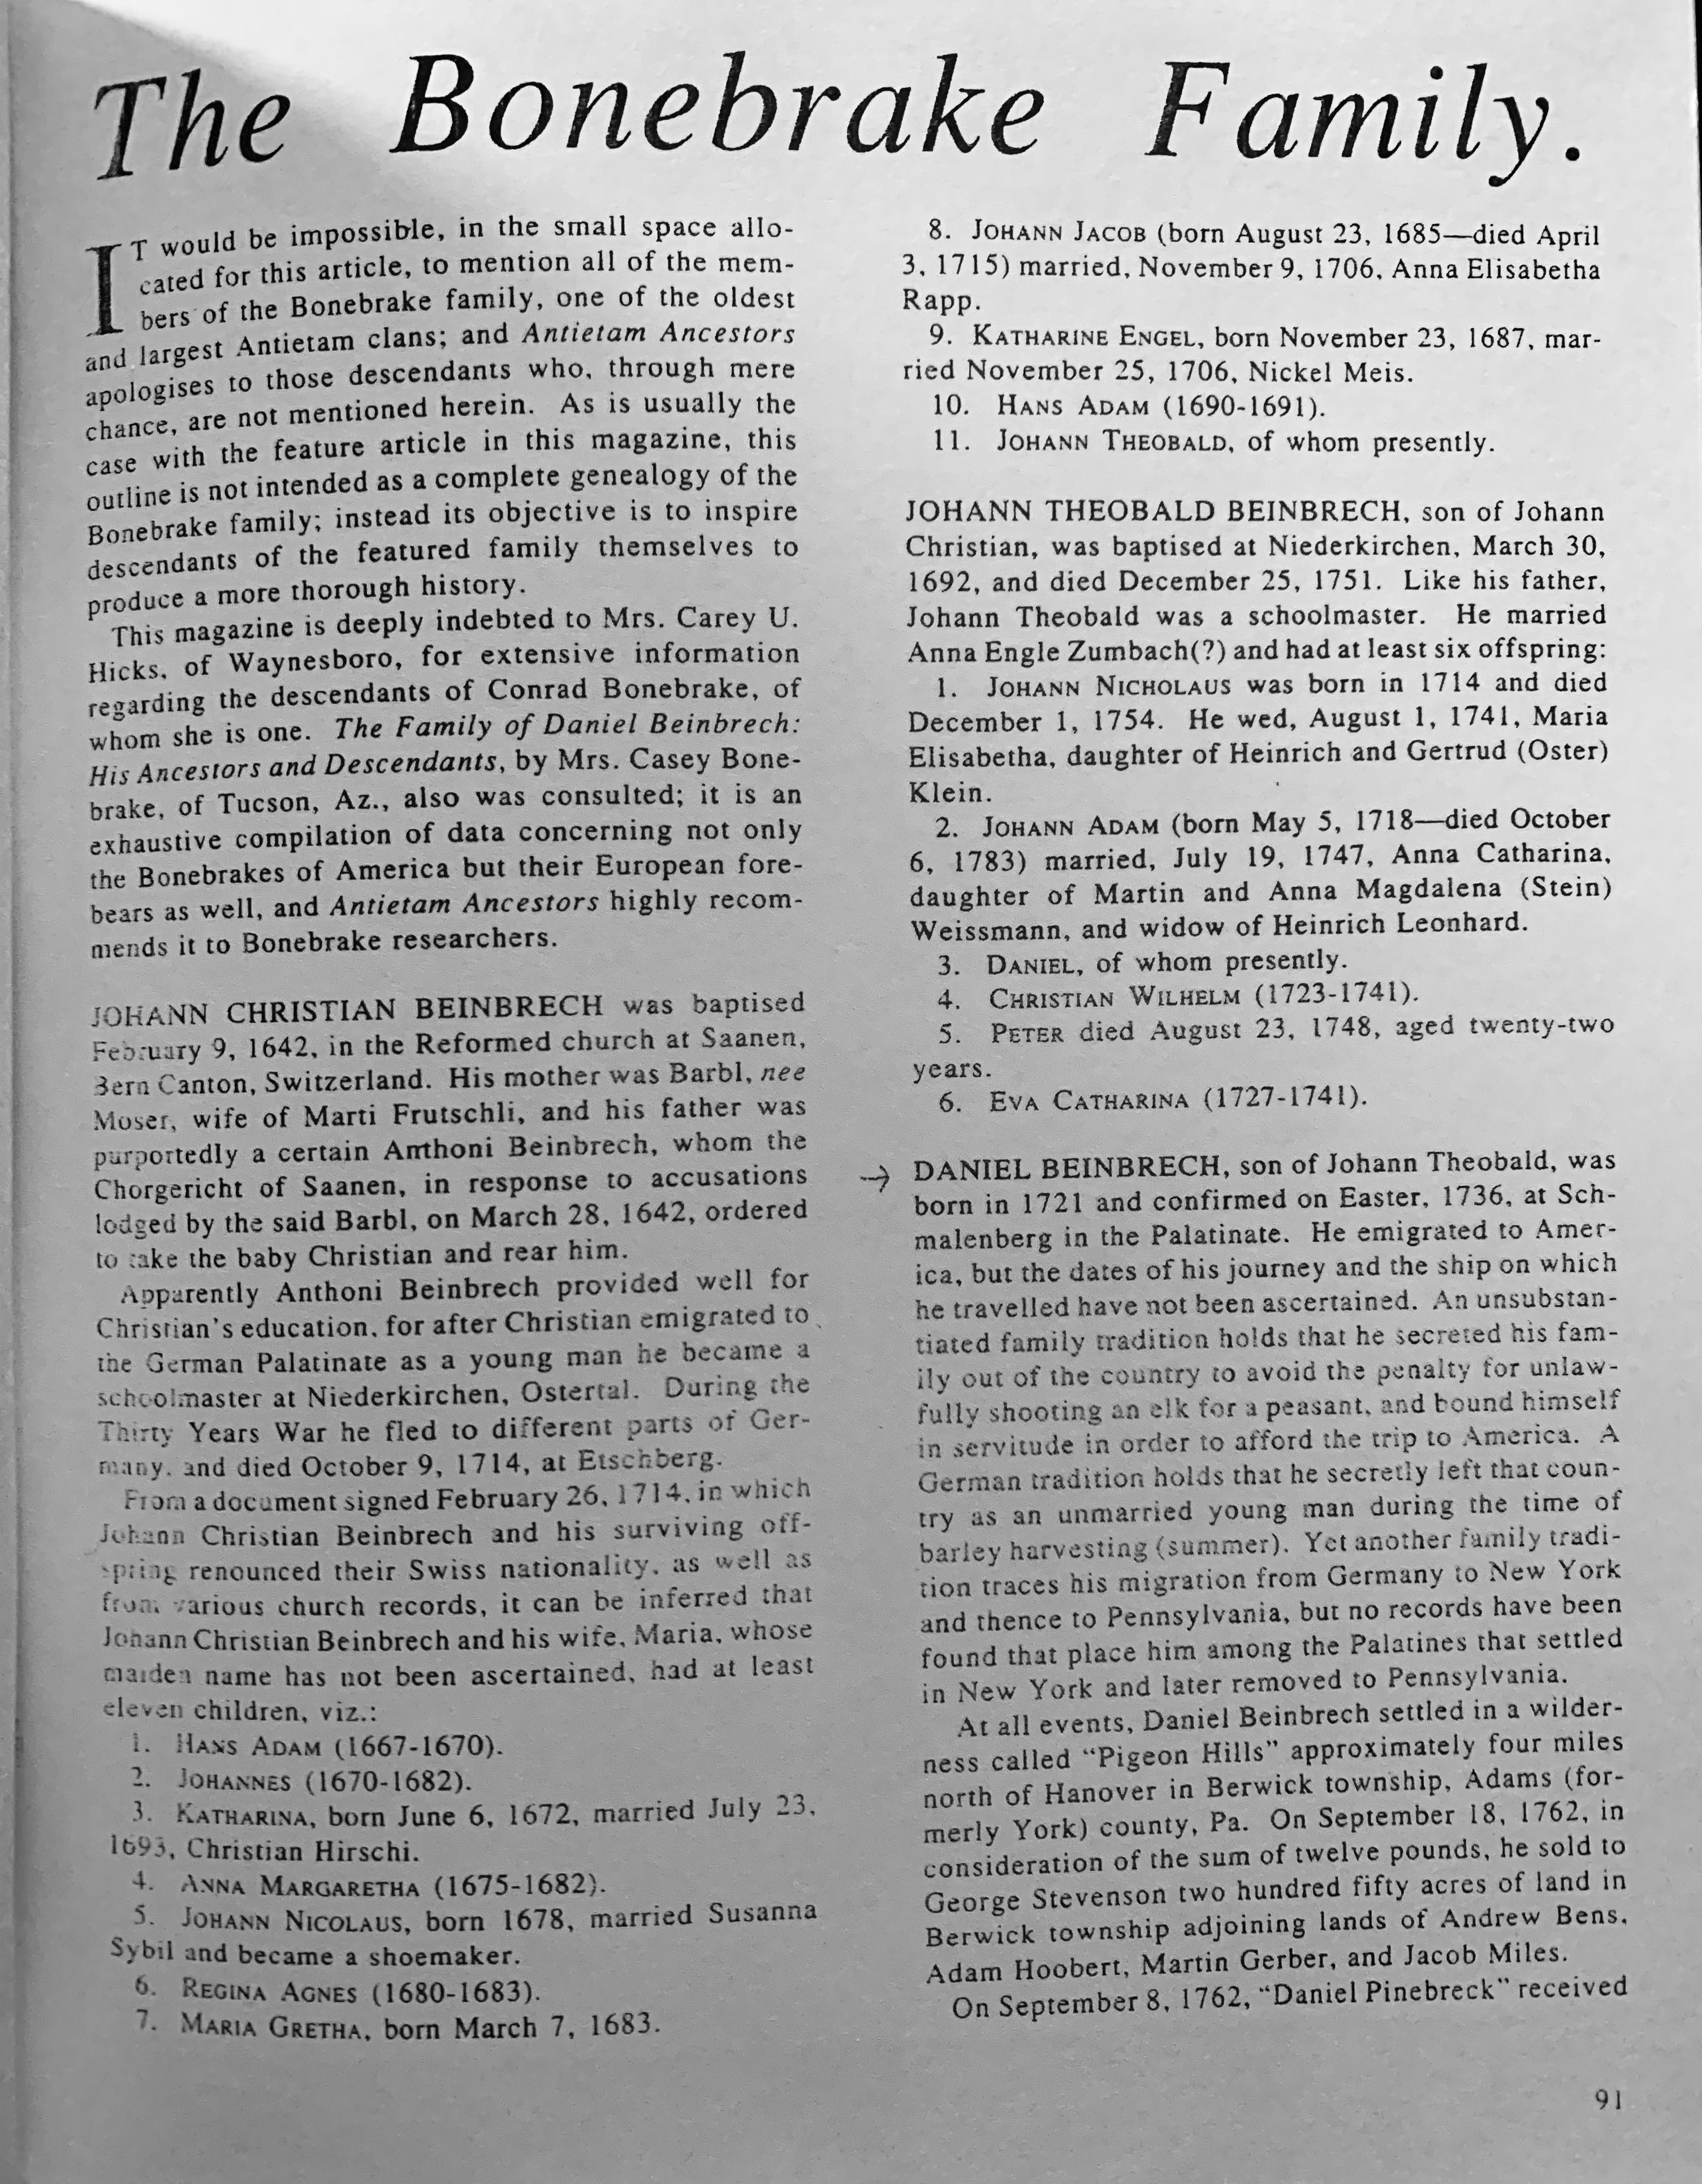 The Bonebrake Family.
IT would be impossible, in the small space allo-
cated for this article, to mention all of the mem-
bers of the Bonebrake family, one of the oldest
and largest Antietam clans; and Antietam Ancestors
apologises to those descendants who, through mere
chance, are not mentioned herein. As is usually the
case with the feature article in this magazine, this
outline is not intended as a complete genealogy of the
Bonebrake family; instead its objective is to inspire
descendants of the featured family themselves to
produce a more thorough history.
This magazine is deeply indebted to Mrs. Carey U.
Hicks, of Waynesboro, for extensive information
regarding the descendants of Conrad Bonebrake, of
whom she is one. The Family of Daniel Beinbrech:
His Ancestors and Descendants, by Mrs. Casey Bone-
brake, of Tucson, Az., also was consulted; it is an
exhaustive compilation of data concerning not only
the Bonebrakes of America but their European fore-
bears as well, and Antietam Ancestors highly recom-
mends it to Bonebrake researchers.
JOHANN CHRISTIAN BEINBRECH was baptised
February 9, 1642, in the Reformed church at Saanen,
Bern Canton, Switzerland. His mother was Barbl, nee
Moser, wife of Marti Frutschli, and his father was
purportedly a certain Anthoni Beinbrech, whom the
Chorgericht of Saanen, in response to accusations
lodged by the said Barbl, on March 28, 1642, ordered
to take the baby Christian and rear him.
Apparently Anthoni Beinbrech provided well for
Christian's education, for after Christian emigrated to
the German Palatinate as a young man he became a
schoolmaster at Niederkirchen, Ostertal. During the
Thirty Years War he fled to different parts of Ger-
many, and died October 9, 1714, at Etschberg.
From a document signed February 26, 1714, in which
Johann Christian Beinbrech and his surviving off-
spring renounced their Swiss nationality, as well as
from various church records, it can be inferred that
Johann Christian Beinbrech and his wife, Maria, whose
maiden name has not been ascertained, had at least
eleven children, viz.:
1. HANS ADAM (1667-1670).
2. JOHANNES (1670-1682).
3. KATHARINA, born June 6, 1672, married July 23,
1693, Christian Hirschi.
4. ANNA MARGARETHA (1675-1682).
5. JOHANN NICOLAUS, born 1678, married Susanna
Sybil and became a shoemaker.
6. REGINA AGNES (1680-1683).
7. MARIA GRETHA, born March 7, 1683.
8. JOHANN JACOB (born August 23, 1685—died April
3, 1715) married, November 9, 1706, Anna Elisabetha
Rapp.
9. KATHARINE ENGEL, born November 23, 1687, mar-
ried November 25, 1706, Nickel Meis.
10. HANS ADAM (1690-1691).
11. JOHANN THEOBALD, of whom presently.
JOHANN THEOBALD BEINBRECH, son of Johann
Christian, was baptised at Niederkirchen, March 30,
1692, and died December 25, 1751. Like his father,
Johann Theobald was a schoolmaster. He married
Anna Engle Zumbach(?) and had at least six offspring:
1. JOHANN NICHOLAUS was born in 1714 and died
December 1, 1754. He wed, August 1, 1741, Maria
Elisabetha, daughter of Heinrich and Gertrud (Oster)
Klein.
2. JOHANN ADAM (born May 5, 1718—died October
6, 1783) married, July 19, 1747, Anna Catharina,
daughter of Martin and Anna Magdalena (Stein)
Weissmann, and widow of Heinrich Leonhard.
3. DANIEL, of whom presently.
4. CHRISTIAN WILHELM (1723-1741).
5. PETER died August 23, 1748, aged twenty-two
years.
6. EVA CATHARINA (1727-1741).
→ DANIEL BEINBRECH, son of Johann Theobald, was
born in 1721 and confirmed on Easter, 1736, at Sch-
malenberg in the Palatinate. He emigrated to Amer-
ica, but the dates of his journey and the ship on which
he travelled have not been ascertained. An unsubstan-
tiated family tradition holds that he secreted his fam-
ily out of the country to avoid the penalty for unlaw-
fully shooting an elk for a peasant, and bound himself
in servitude in order to afford the trip to America. A
German tradition holds that he secretly left that coun-
try as an unmarried young man during the time of
barley harvesting (summer). Yet another family tradi-
tion traces his migration from Germany to New York
and thence to Pennsylvania, but no records have been
found that place him among the Palatines that settled
in New York and later removed to Pennsylvania.
At all events, Daniel Beinbrech settled in a wilder-
ness called "Pigeon Hills" approximately four miles
north of Hanover in Berwick township, Adams (for-
merly York) county, Pa. On September 18, 1762, in
consideration of the sum of twelve pounds, he sold to
George Stevenson two hundred fifty acres of land in
Berwick township adjoining lands of Andrew Bens,
Adam Hoobert, Martin Gerber, and Jacob Miles.
On September 8, 1762, "Daniel Pinebreck" received
91